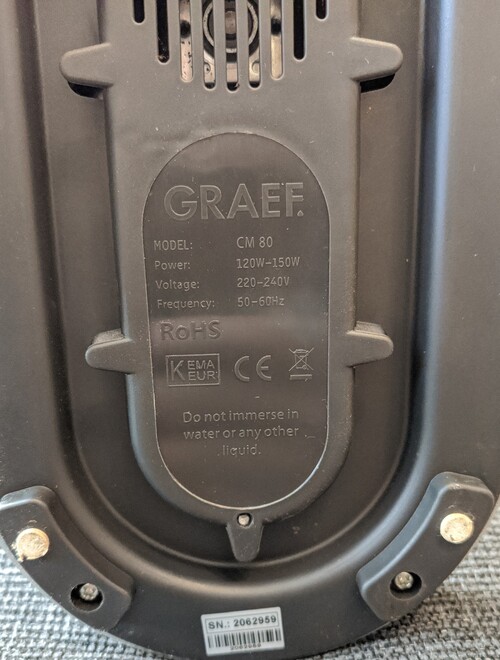 GRAEF
MODEL: CM 80
Power: 120W-150W
Voltage: 220-240V
Frequency: 50-60Hz
RoHS
KEMA
KEUR
CE
Do not immerse in
water or any other
liquid.
SN.: 2062959
2062959